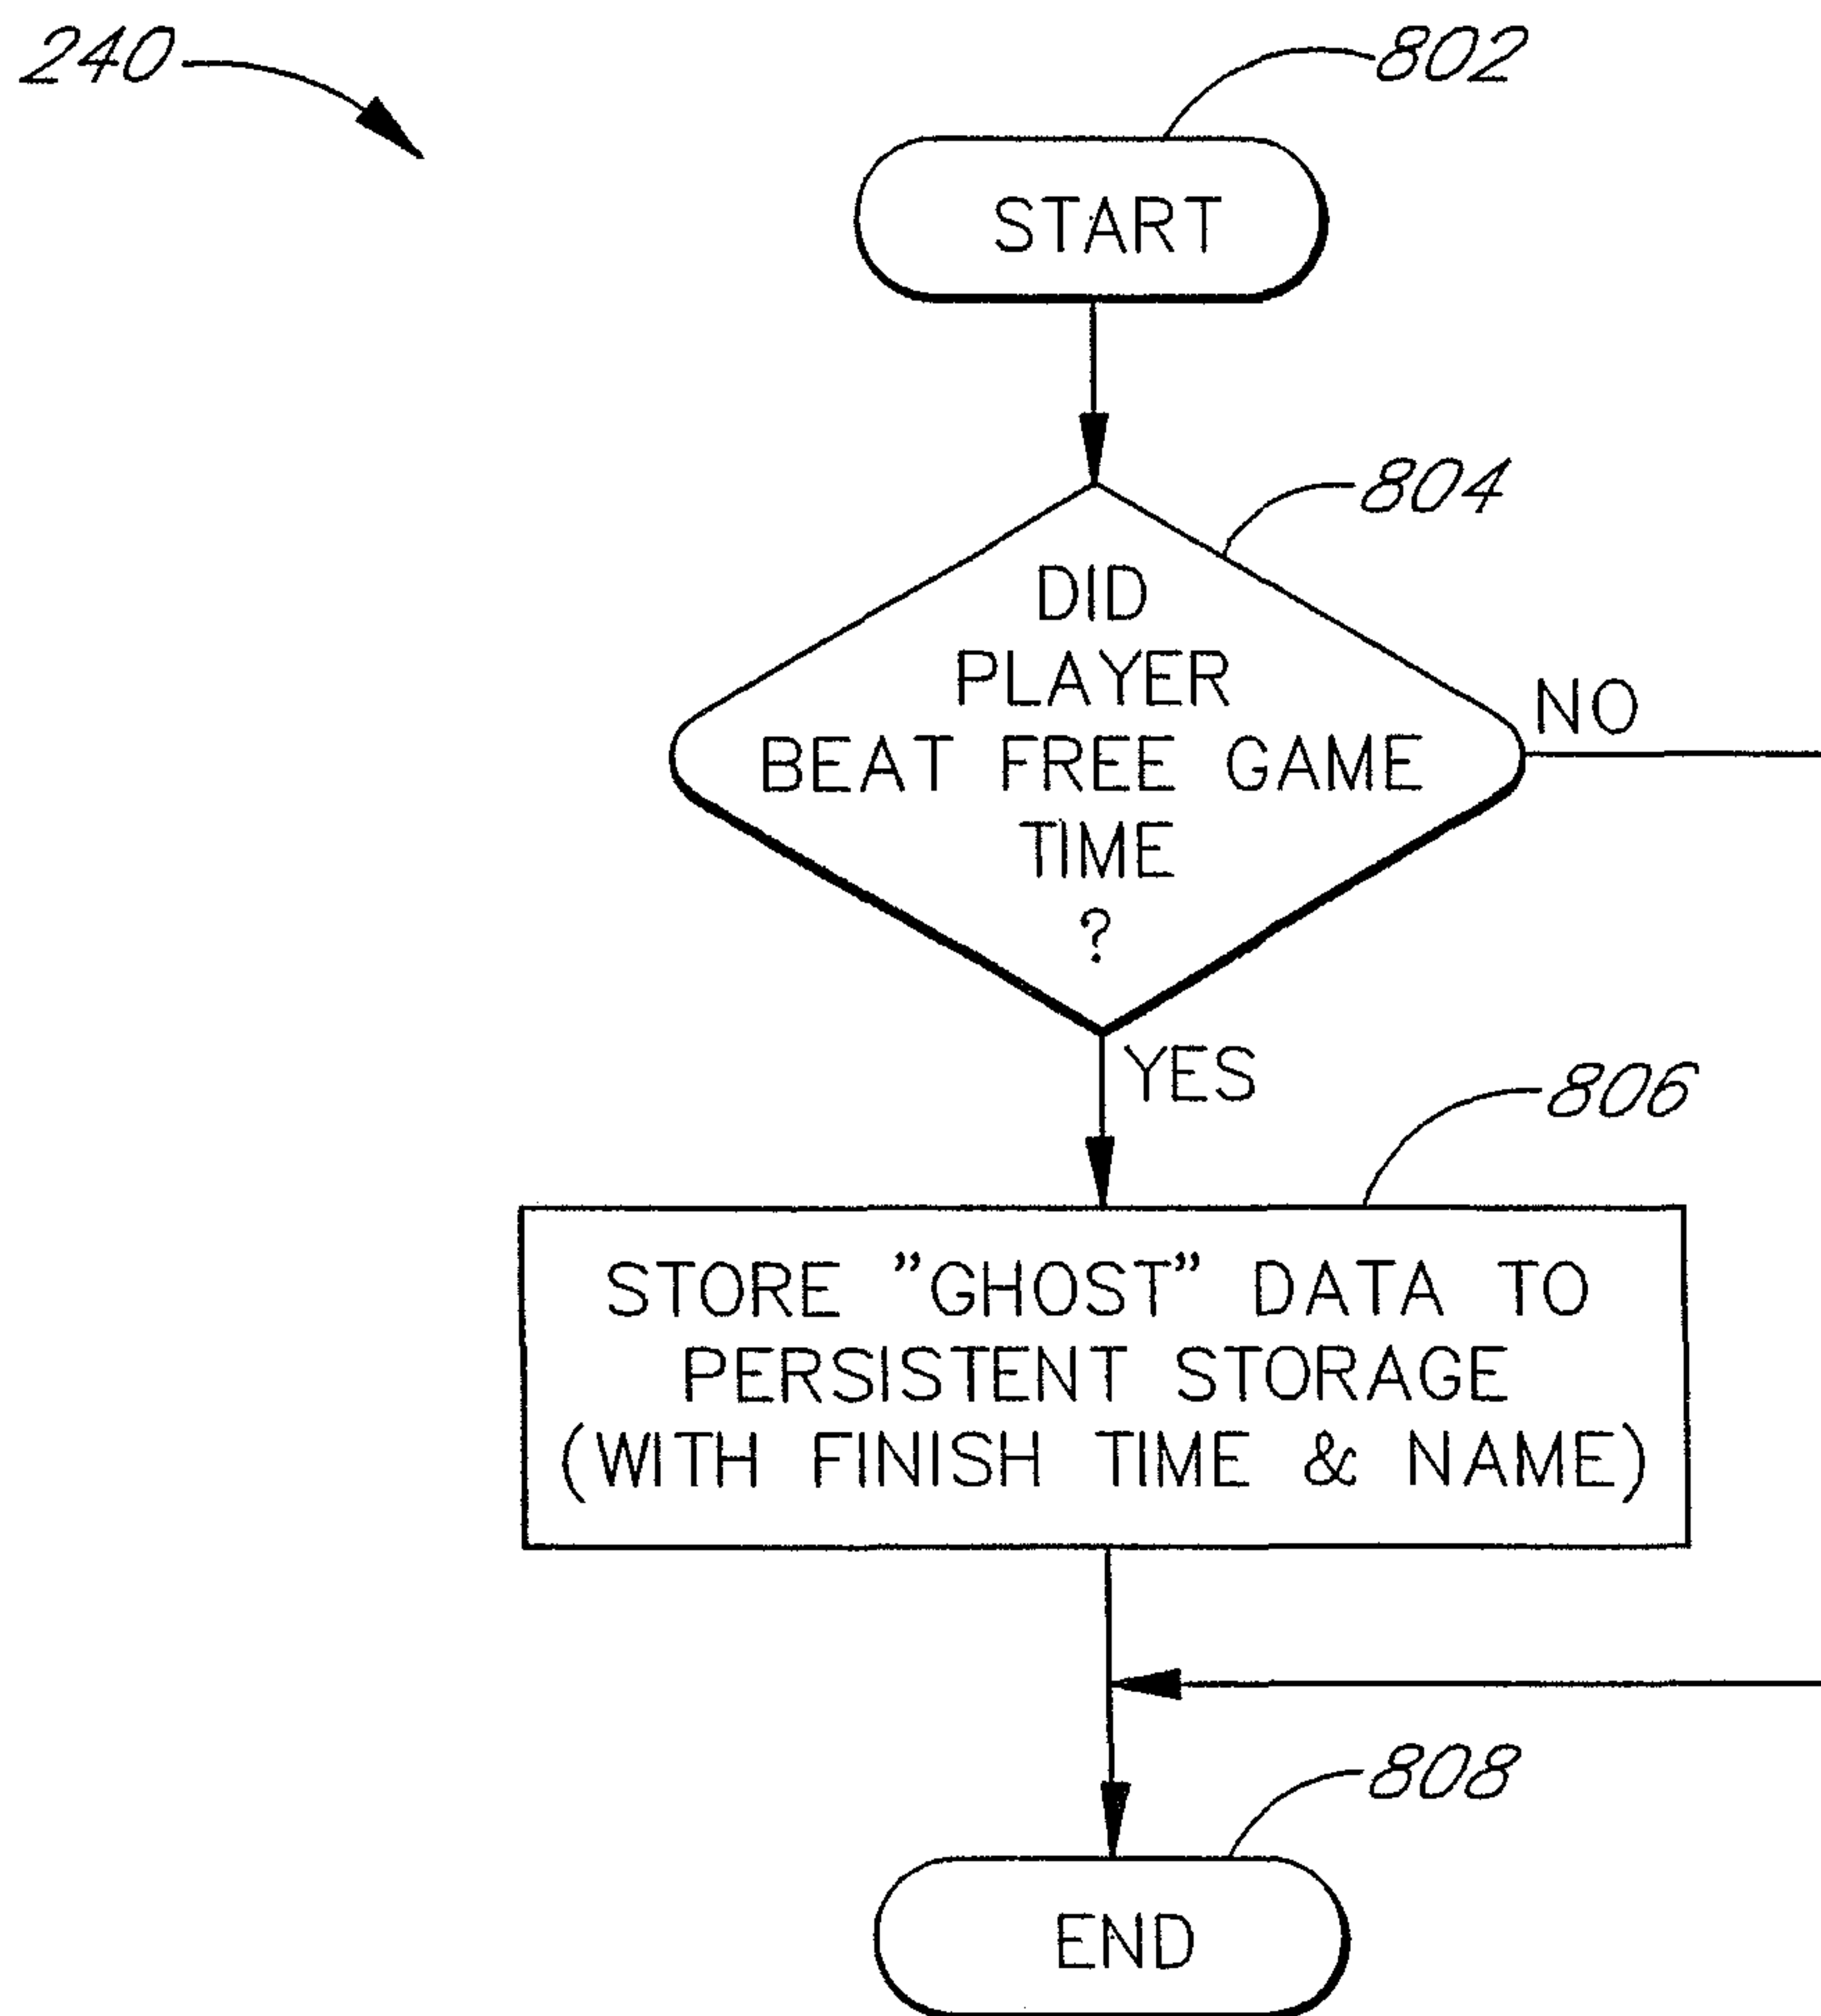 240
802
START
804
DID
PLAYER
BEAT FREE GAME
TIME
?
NO
YES
806
STORE ”GHOST” DATA TO
PERSISTENT STORAGE
(WITH FINISH TIME & NAME)
808
END